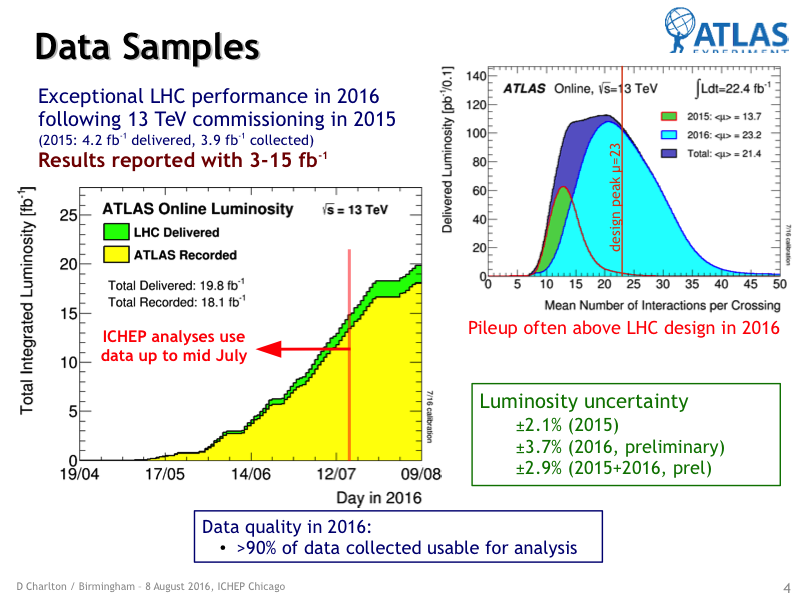 Data Samples
ATLAS
EXPERIMENT
Exceptional LHC performance in 2016
following 13 TeV commissioning in 2015
(2015: 4.2 fb⁻¹ delivered, 3.9 fb⁻¹ collected)
Results reported with 3-15 fb⁻¹
Total Integrated Luminosity [fb⁻¹]
25
20
15
10
5
0
ATLAS Online Luminosity √s = 13 TeV
LHC Delivered
ATLAS Recorded
Total Delivered: 19.8 fb⁻¹
Total Recorded: 18.1 fb⁻¹
ICHEP analyses use
data up to mid July
7/16 calibration
19/04 17/05 14/06 12/07 09/08
Day in 2016
Delivered Luminosity [pb⁻¹/0.1]
140
120
100
80
60
40
20
0
ATLAS Online, √s=13 TeV ∫Ldt=22.4 fb⁻¹
2015: <μ> = 13.7
2016: <μ> = 23.2
Total: <μ> = 21.4
design peak μ=23
7/16 calibration
0 5 10 15 20 25 30 35 40 45 50
Mean Number of Interactions per Crossing
Pileup often above LHC design in 2016
Luminosity uncertainty
±2.1% (2015)
±3.7% (2016, preliminary)
±2.9% (2015+2016, prel)
Data quality in 2016:
• >90% of data collected usable for analysis
D Charlton / Birmingham – 8 August 2016, ICHEP Chicago
4